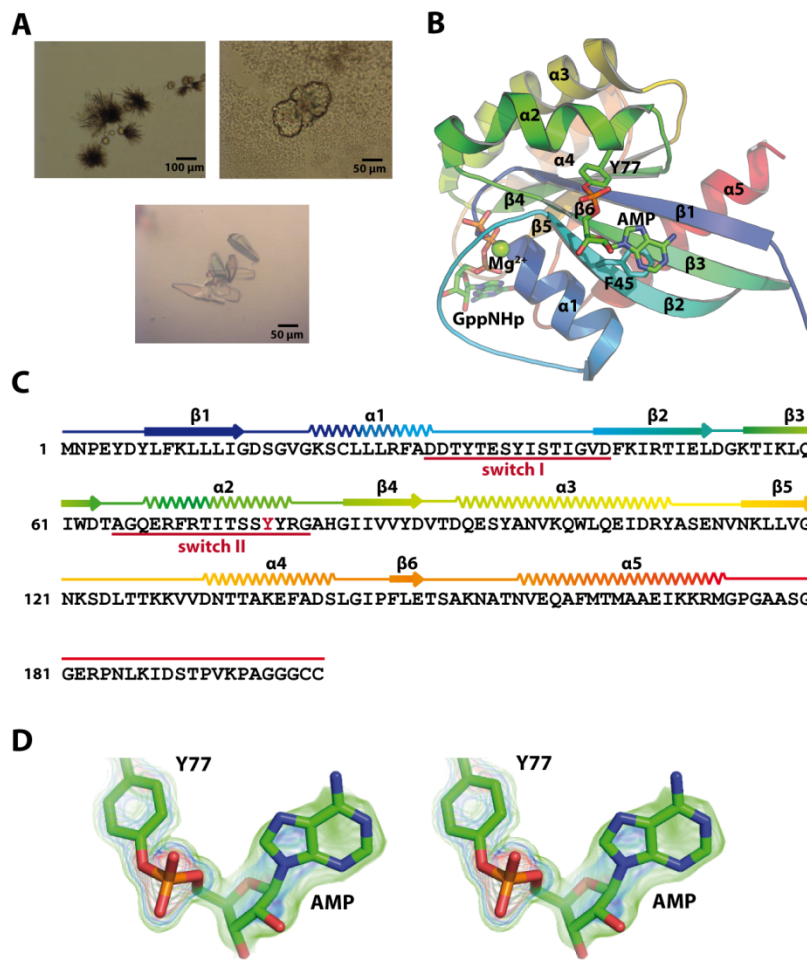 A
100 µm
50 µm
50 µm
B
α3
α2
α4
Y77
α5
β4
β6
AMP
β1
β5
Mg²⁺
β3
F45
GppNHp
α1
β2
C
β1 α1 β2 β3
1 MNPEYDYLFKLLLIGDSGVGKSCLLLRFADDTYTESYISTIGVDFKIRTIELDGKTIKLQ
switch I
α2 β4 α3 β5
61 IWDTAGQERFRTITSSYYRGAHGIIVVYDVTDQESYANVKQWLQEIDRYASENVNKLLVG
switch II
α4 β6 α5
121 NKSDLTTKKVVDNTTAKEFADSLGIPFLETSAKNATNVEQAFMTMAAEIKKRMGPGAASG
181 GERPNLKIDSTPVKPAGGGCC
D
Y77 Y77
AMP AMP